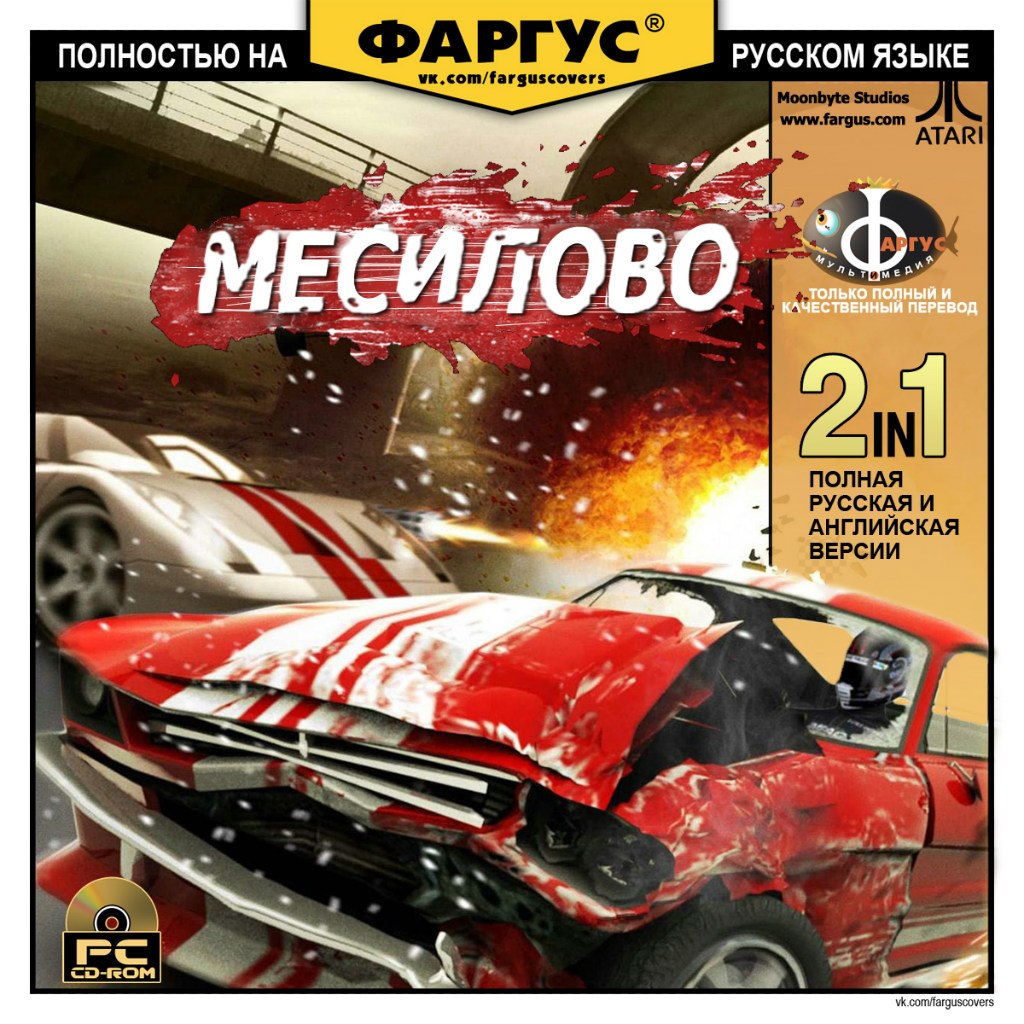 ПОЛНОСТЬЮ НА
ФАРГУС®
РУССКОМ ЯЗЫКЕ
vk.com/farguscovers
Moonbyte Studios
www.fargus.com
ATARI
МЕСИЛОВО
ФАРГУС
МУЛЬТИМЕДИЯ
ТОЛЬКО ПОЛНЫЙ И
КАЧЕСТВЕННЫЙ ПЕРЕВОД
2IN1
ПОЛНАЯ
РУССКАЯ И
АНГЛИЙСКАЯ
ВЕРСИИ
PC
CD-ROM
vk.com/farguscovers